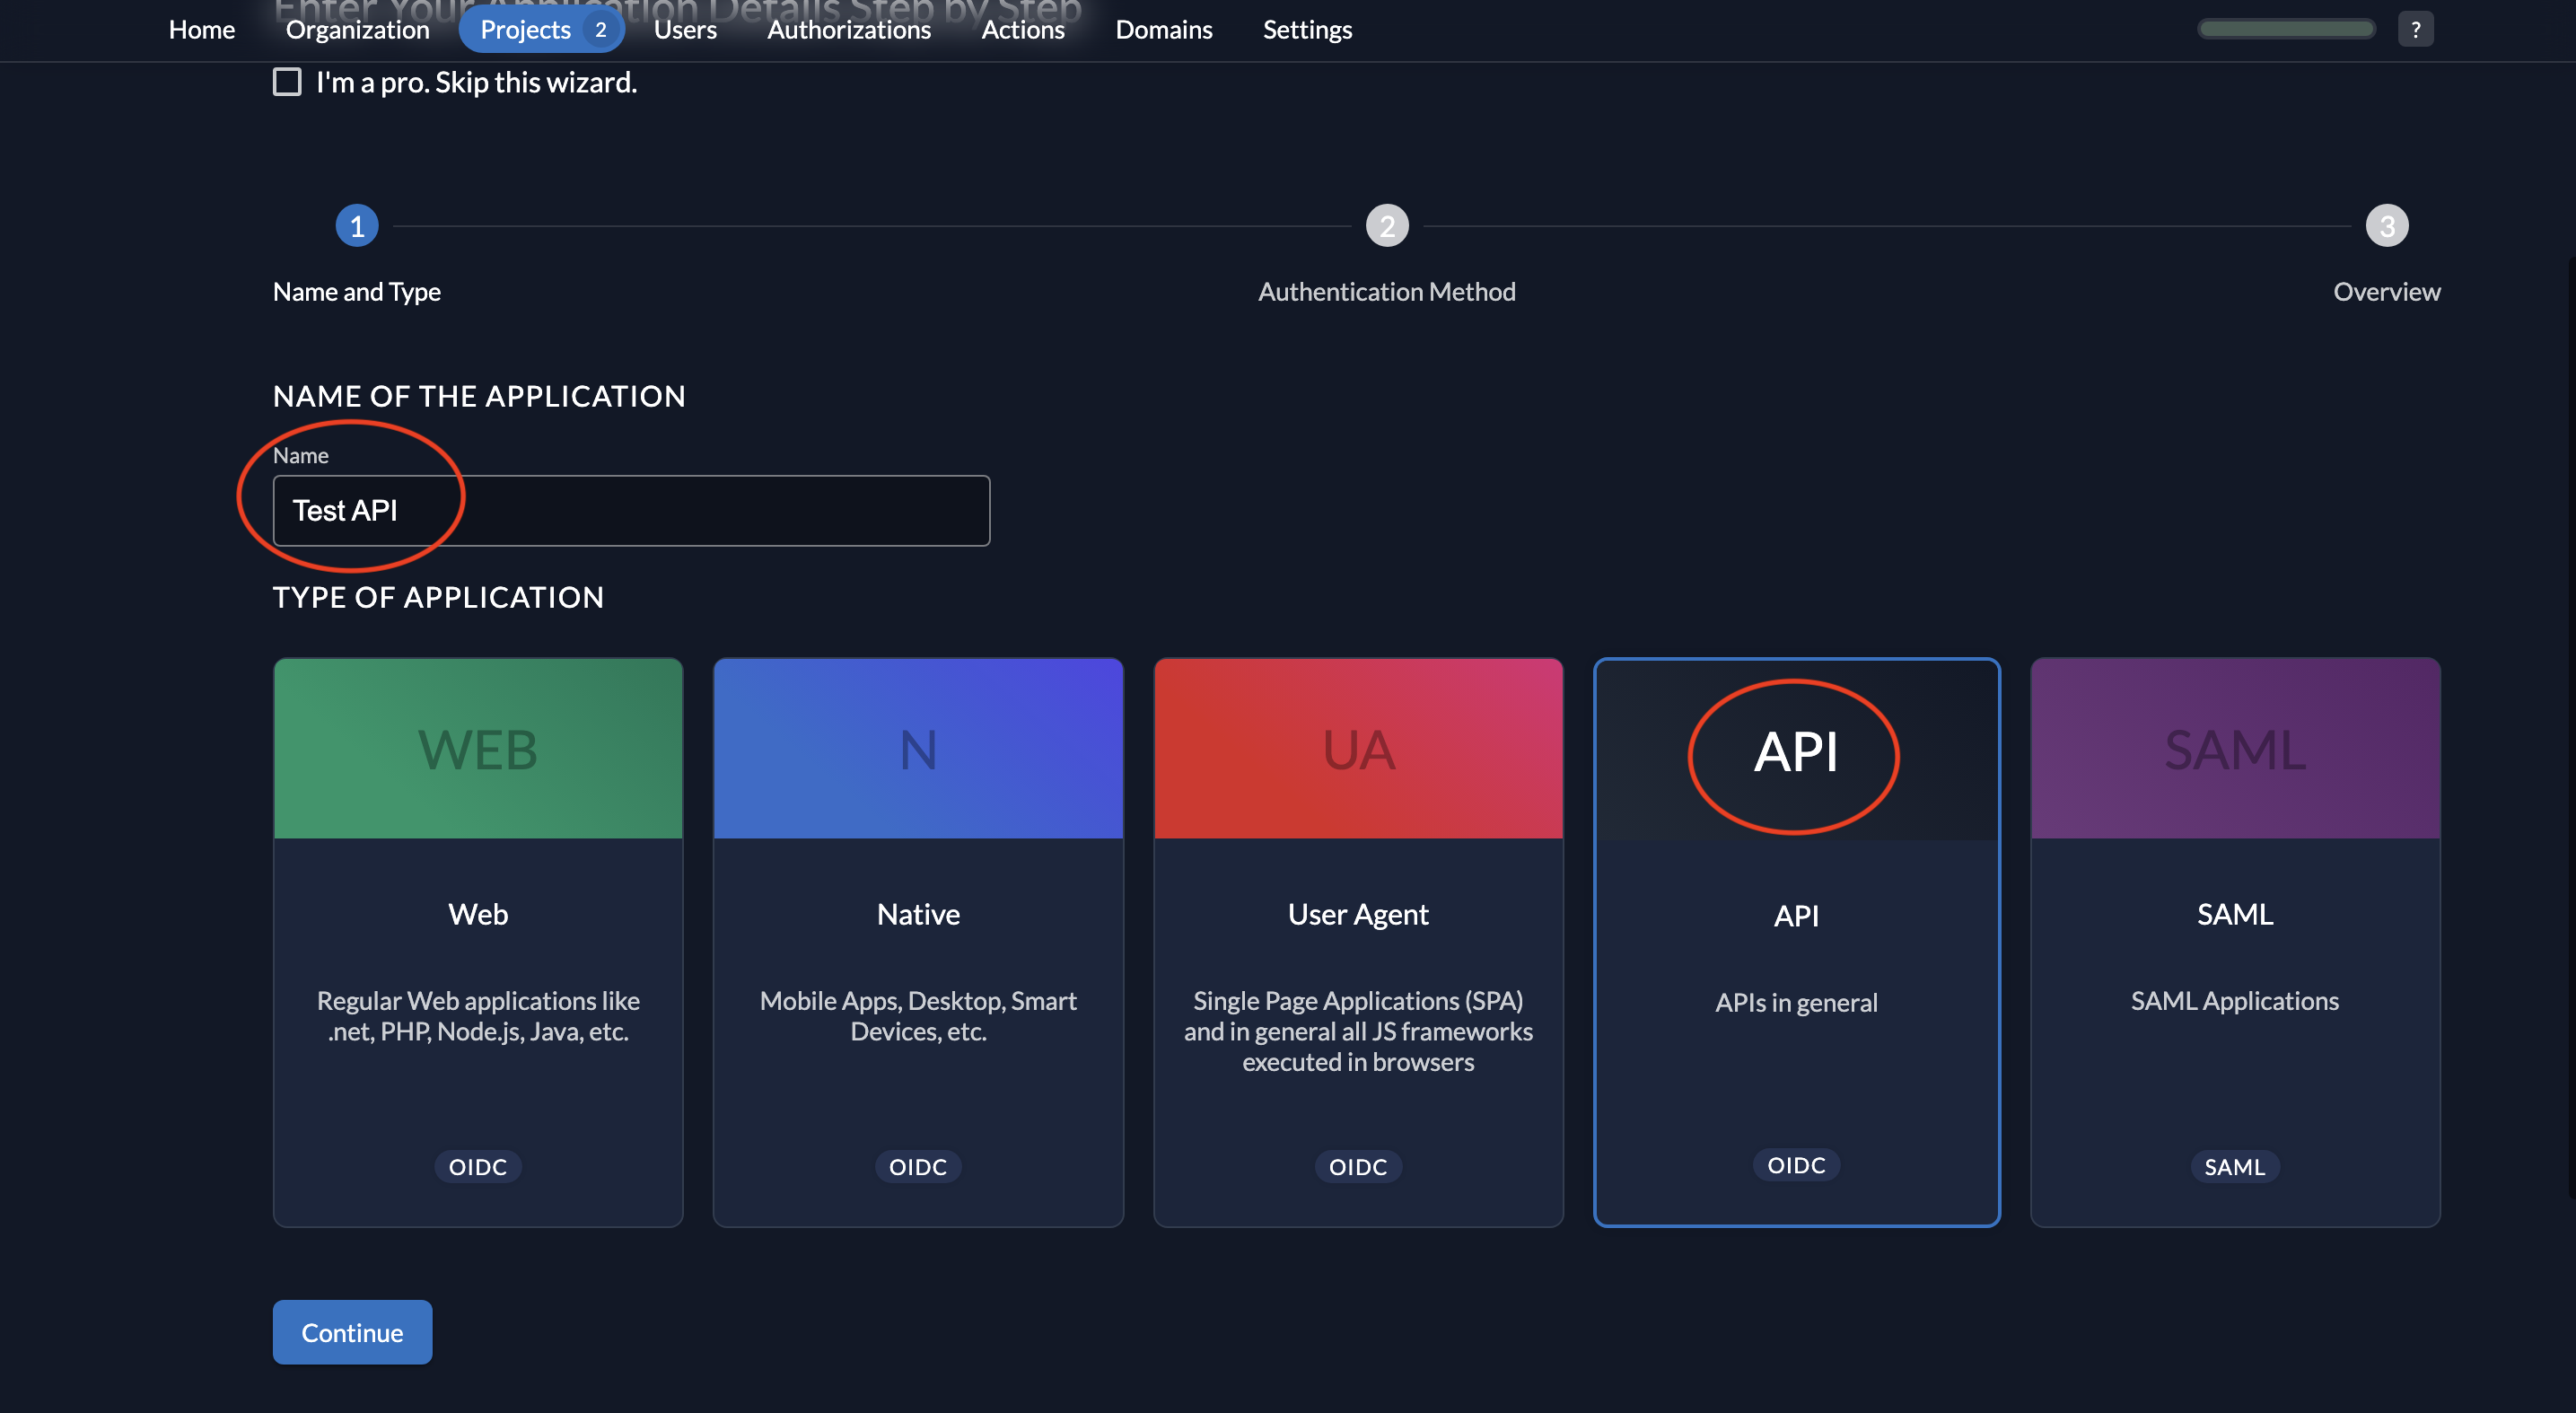 Enter Your Application Details Step by Step
Home Organization Projects 2 Users Authorizations Actions Domains Settings ?
I'm a pro. Skip this wizard.
1 2 3
Name and Type Authentication Method Overview
NAME OF THE APPLICATION
Name
Test API
TYPE OF APPLICATION
WEB N UA API SAML
Web Native User Agent API SAML
Regular Web applications like
.net, PHP, Node.js, Java, etc.
Mobile Apps, Desktop, Smart
Devices, etc.
Single Page Applications (SPA)
and in general all JS frameworks
executed in browsers
APIs in general
SAML Applications
OIDC OIDC OIDC OIDC SAML
Continue